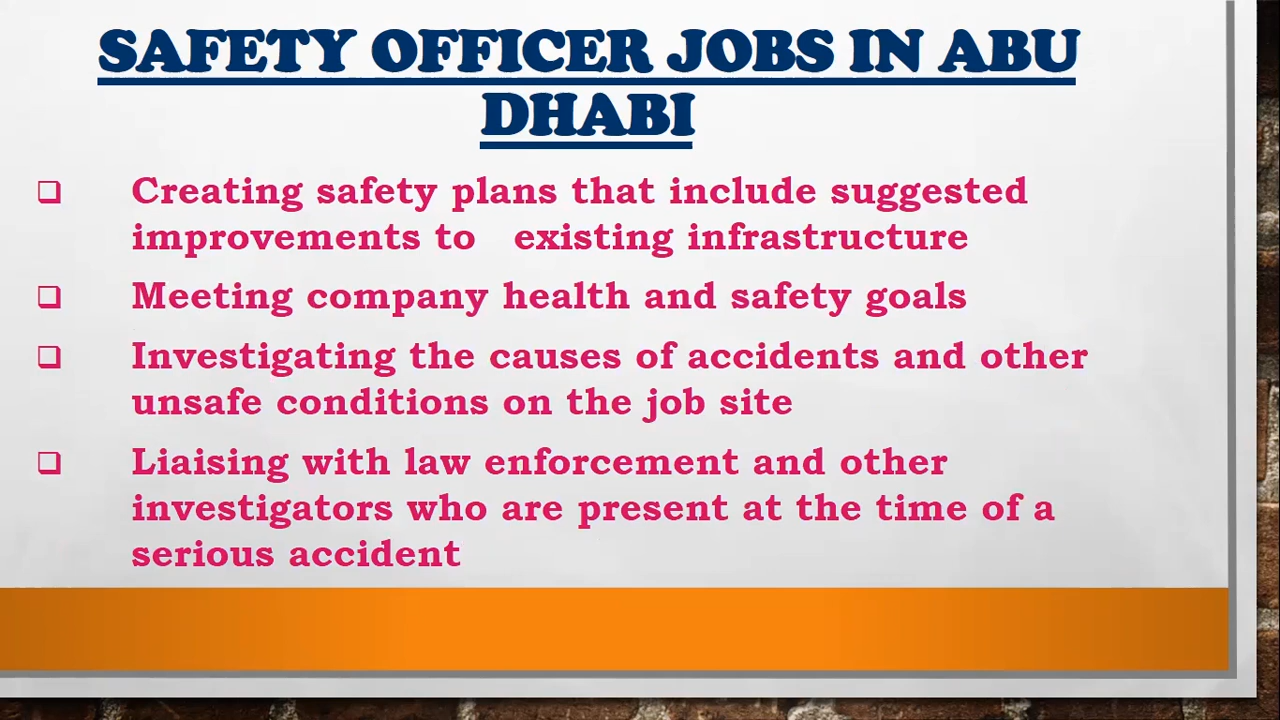 SAFETY OFFICER JOBS IN ABU
DHABI
❑ Creating safety plans that include suggested
improvements to   existing infrastructure
❑ Meeting company health and safety goals
❑ Investigating the causes of accidents and other
unsafe conditions on the job site
❑ Liaising with law enforcement and other
investigators who are present at the time of a
serious accident